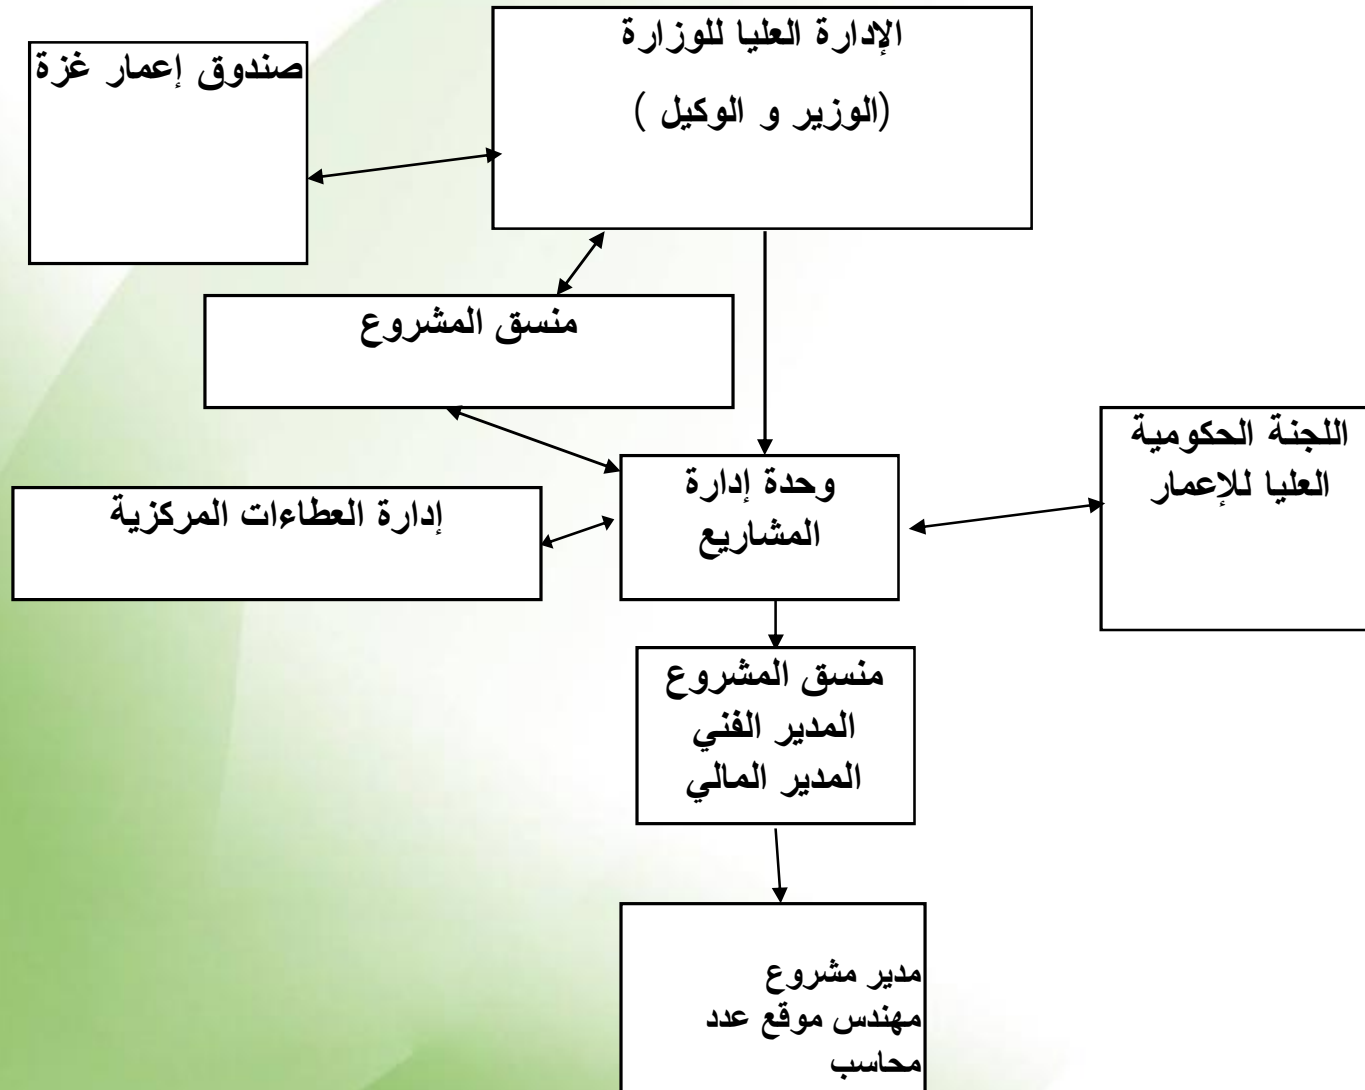 الإدارة العليا للوزارة
(الوزير و الوكيل )
صندوق إعمار غزة
منسق المشروع
اللجنة الحكومية
العليا للإعمار
وحدة إدارة
المشاريع
إدارة العطاءات المركزية
منسق المشروع
المدير الفني
المدير المالي
مدير مشروع
مهندس موقع عدد
محاسب